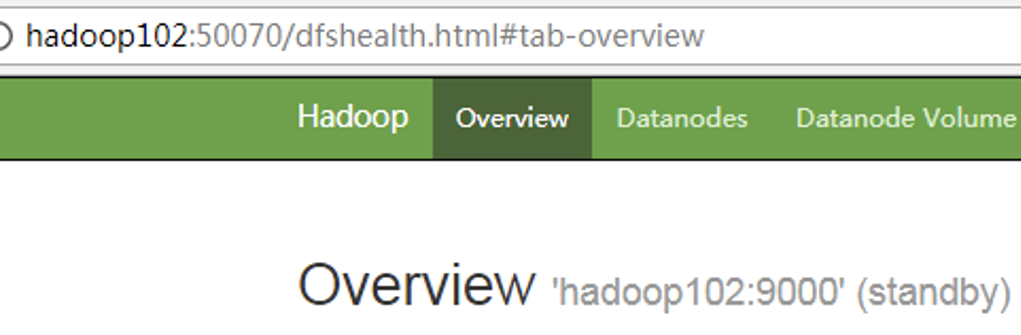 hadoop102:50070/dfshealth.html#tab-overview
Hadoop Overview Datanodes Datanode Volume
Overview 'hadoop102:9000' (standby)